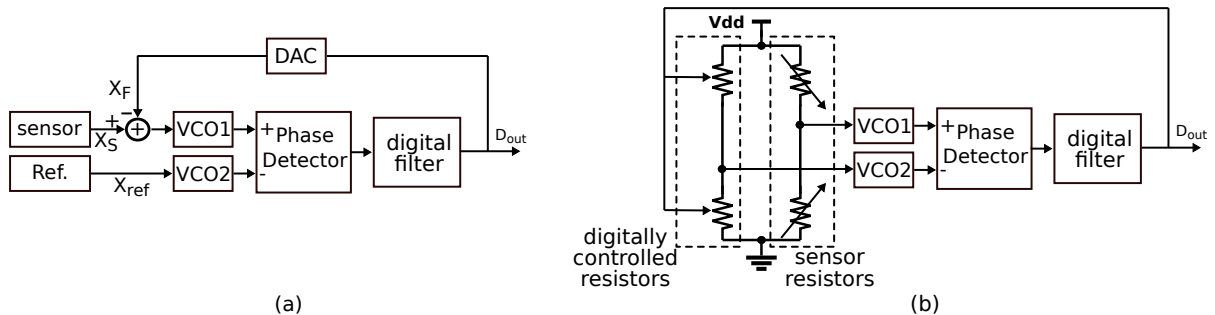 DAC
X_F
−
+
+
sensor
X_S
VCO1
+
Phase
Detector
-
digital
filter
D_out
Ref.
X_ref
VCO2
(a)
Vdd
VCO1
VCO2
+
Phase
Detector
-
digital
filter
D_out
digitally
controlled
resistors
sensor
resistors
(b)